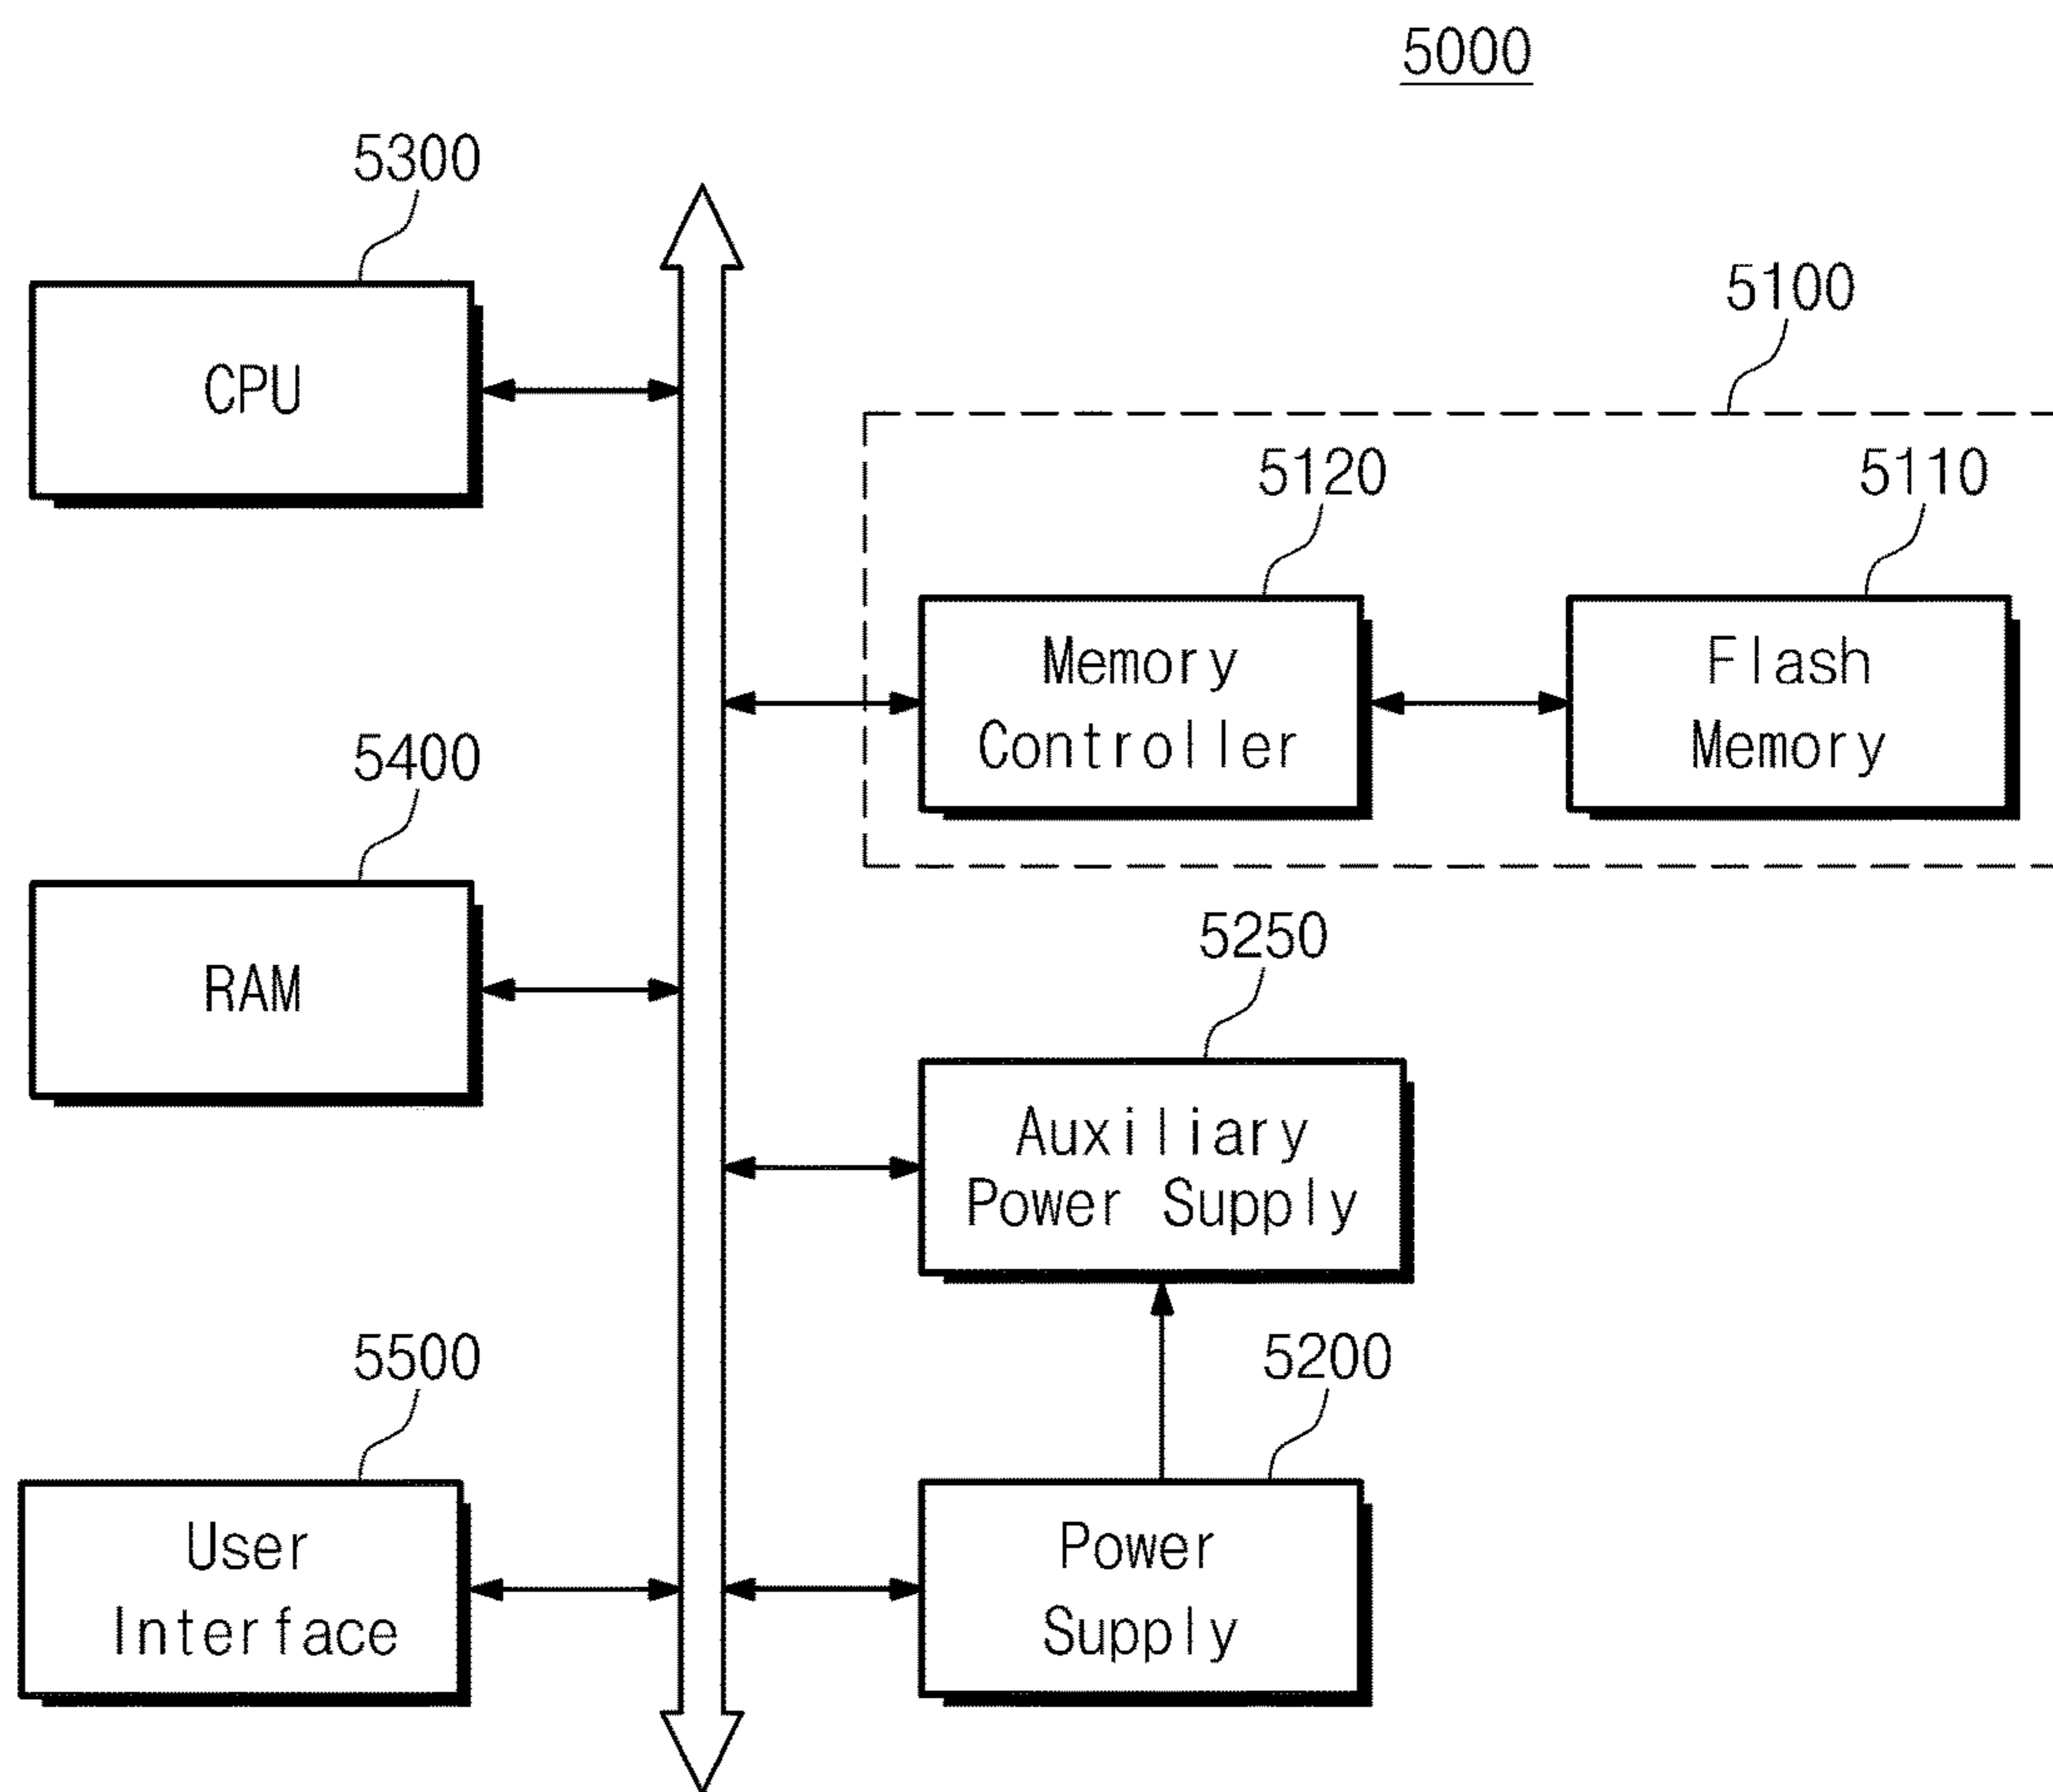 5000
5300
CPU
5100
5120
5110
Memory
Controller
Flash
Memory
5400
RAM
5250
Auxiliary
Power Supply
5500
User
Interface
5200
Power
Supply